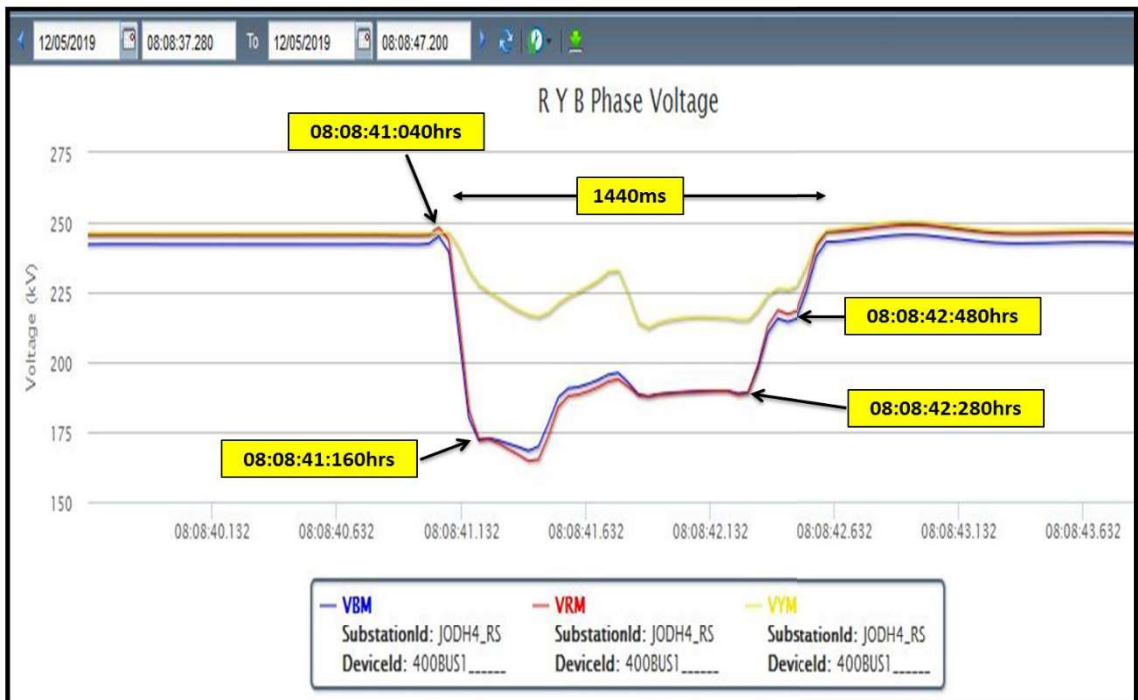 12/05/2019 08:08:37.280 To 12/05/2019 08:08:47.200
R Y B Phase Voltage
08:08:41:040hrs
1440ms
275
250
225
200
175
150
Voltage (kV)
08:08:42:480hrs
08:08:42:280hrs
08:08:41:160hrs
08:08:40.132 08:08:40.632 08:08:41.132 08:08:41.632 08:08:42.132 08:08:42.632 08:08:43.132 08:08:43.632
VBM VRM VYM
SubstationId: JODH4_RS SubstationId: JODH4_RS SubstationId: JODH4_RS
DeviceId: 400BUS1______ DeviceId: 400BUS1______ DeviceId: 400BUS1______